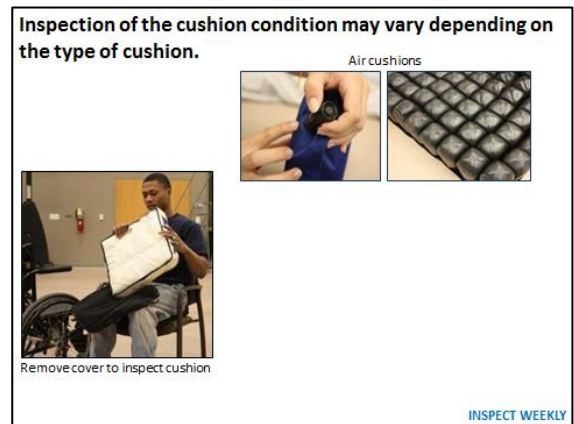 Inspection of the cushion condition may vary depending on
the type of cushion.
Air cushions
Remove cover to inspect cushion
INSPECT WEEKLY